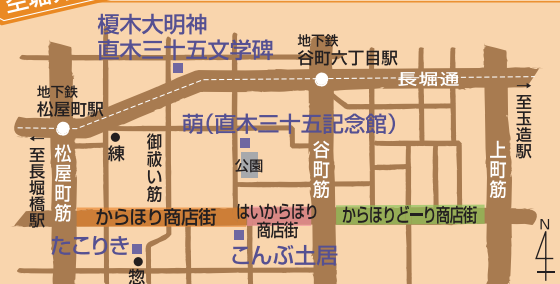 空堀
榎木大明神
直木三十五文学碑
地下鉄
谷町六丁目駅
長堀通
地下鉄
松屋町駅
→至玉造駅
萌(直木三十五記念館)
練
御祓い筋
公園
←至長堀橋駅
松屋町筋
谷町筋
上町筋
からほり商店街
はいからほり
商店街
からほりどーり商店街
たこりき
惣
こんぶ土居
N